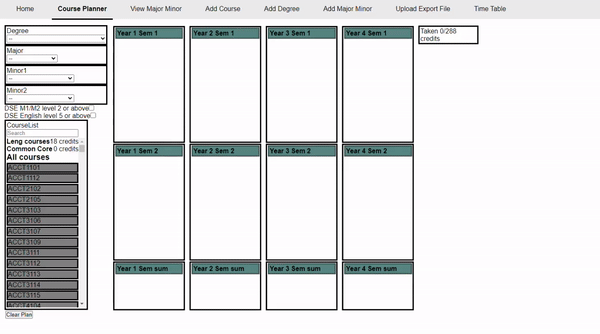 Home Course Planner View Major Minor Add Course Add Degree Add Major Minor Upload Export File Time Table
Degree
--
Major
--
Minor1
--
Minor2
--
DSE M1/M2 level 2 or above
DSE English level 5 or above
CourseList
Search
Leng courses18 credits
Common Core0 credits
All courses
ACCT1101
ACCT1112
ACCT2102
ACCT2105
ACCT3103
ACCT3106
ACCT3107
ACCT3109
ACCT3111
ACCT3112
ACCT3113
ACCT3114
ACCT3115
ACCT4104
Clear Plan
Year 1 Sem 1 Year 2 Sem 1 Year 3 Sem 1 Year 4 Sem 1
Year 1 Sem 2 Year 2 Sem 2 Year 3 Sem 2 Year 4 Sem 2
Year 1 Sem sum Year 2 Sem sum Year 3 Sem sum Year 4 Sem sum
Taken 0/288
credits